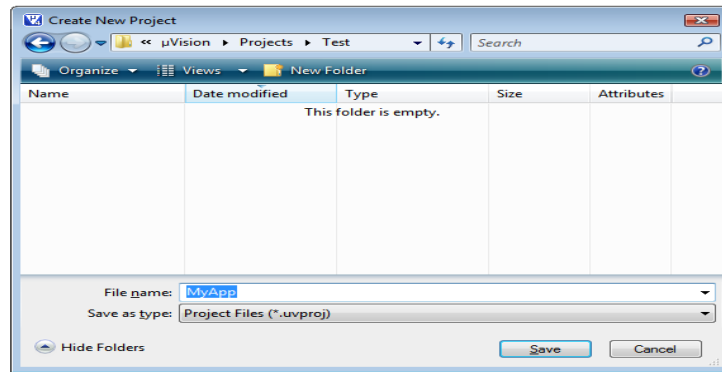 Create New Project
« µVision Projects Test Search
Organize Views New Folder
Name Date modified Type Size Attributes
This folder is empty.
File name: MyApp
Save as type: Project Files (*.uvproj)
Hide Folders Save Cancel